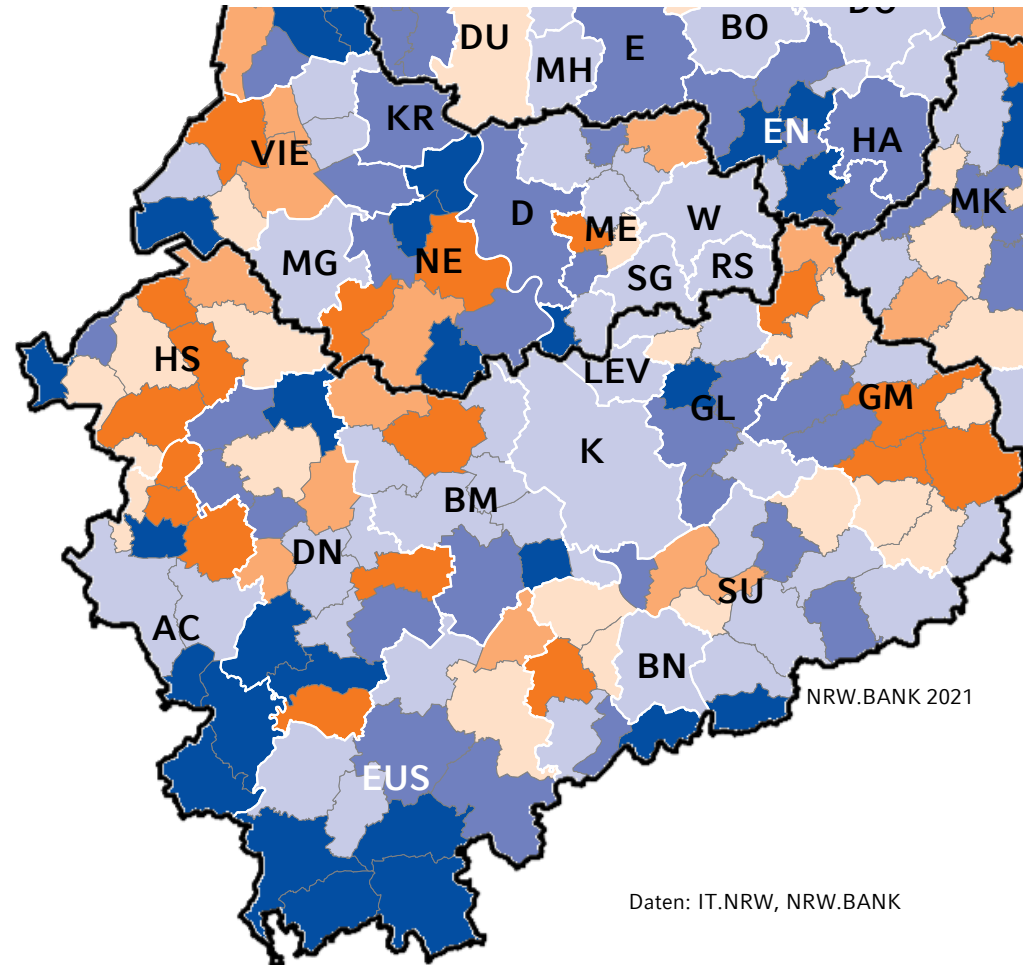 DU
BO
DO
MH
E
KR
EN
HA
VIE
MK
D
ME
W
MG
NE
SG
RS
HS
LEV
GL
GM
K
BM
DN
SU
AC
BN
NRW.BANK 2021
EUS
Daten: IT.NRW, NRW.BANK